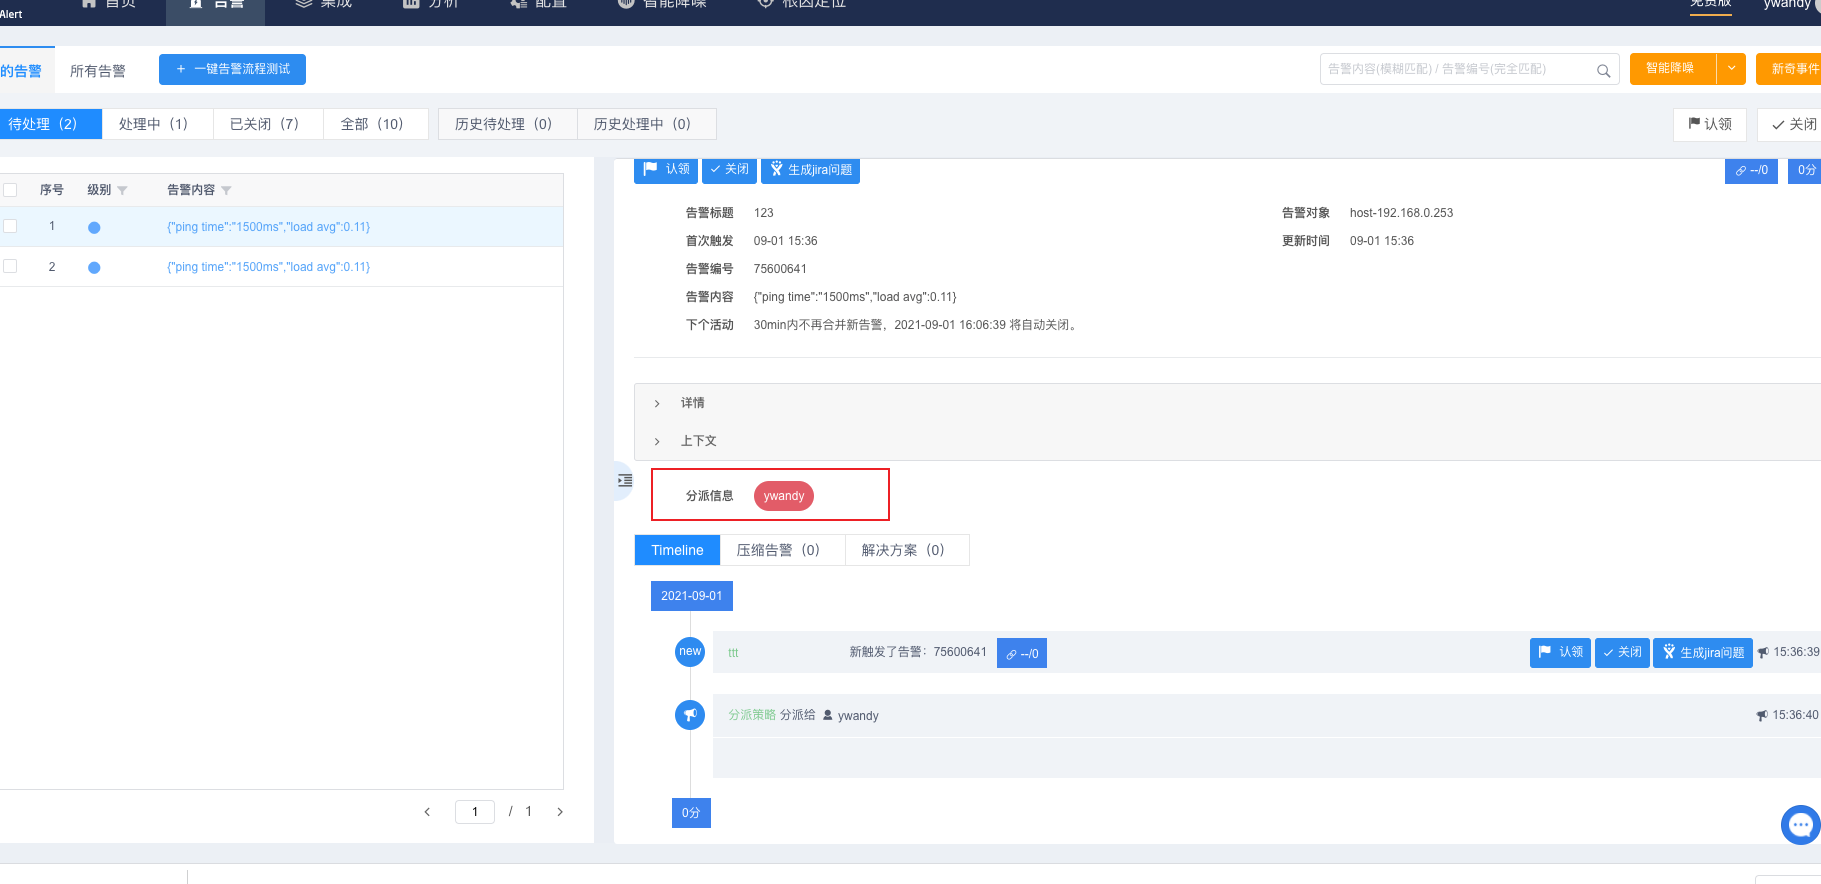 Alert 首页 告警 集成 分析 配置 智能降噪 根因定位 免费版 ywandy
的告警 所有告警 + 一键告警流程测试 告警内容(模糊匹配) / 告警编号(完全匹配) 智能降噪 新奇事件
待处理（2） 处理中（1） 已关闭（7） 全部（10） 历史待处理（0） 历史处理中（0） 认领 关闭
序号 级别 告警内容
1 {"ping time":"1500ms","load avg":0.11}
2 {"ping time":"1500ms","load avg":0.11}
1 / 1
认领 关闭 生成jira问题 --/0 0分
告警标题 123 告警对象 host-192.168.0.253
首次触发 09-01 15:36 更新时间 09-01 15:36
告警编号 75600641
告警内容 {"ping time":"1500ms","load avg":0.11}
下个活动 30min内不再合并新告警，2021-09-01 16:06:39 将自动关闭。
详情
上下文
分派信息 ywandy
Timeline 压缩告警（0） 解决方案（0）
2021-09-01
new ttt 新触发了告警：75600641 --/0 认领 关闭 生成jira问题 15:36:39
分派策略 分派给 ywandy 15:36:40
0分